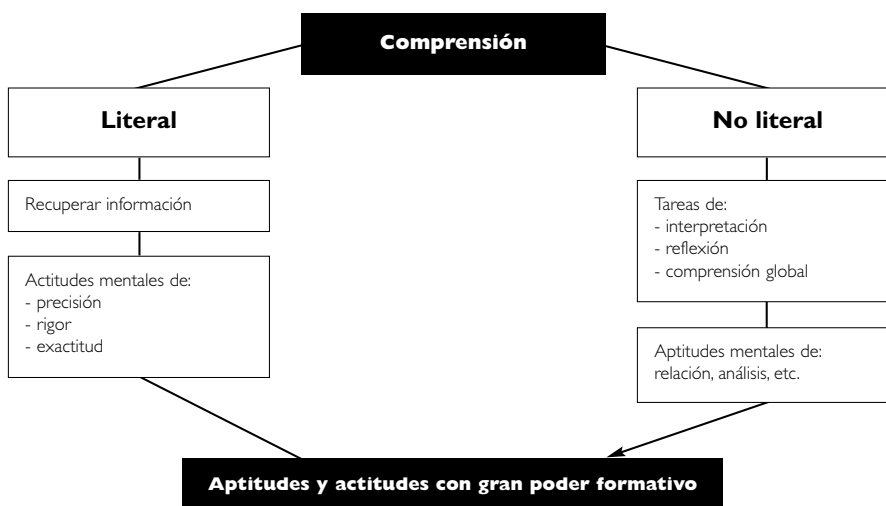 Comprensión
Literal
Recuperar información
Actitudes mentales de:
- precisión
- rigor
- exactitud
No literal
Tareas de:
- interpretación
- reflexión
- comprensión global
Aptitudes mentales de:
relación, análisis, etc.
Aptitudes y actitudes con gran poder formativo